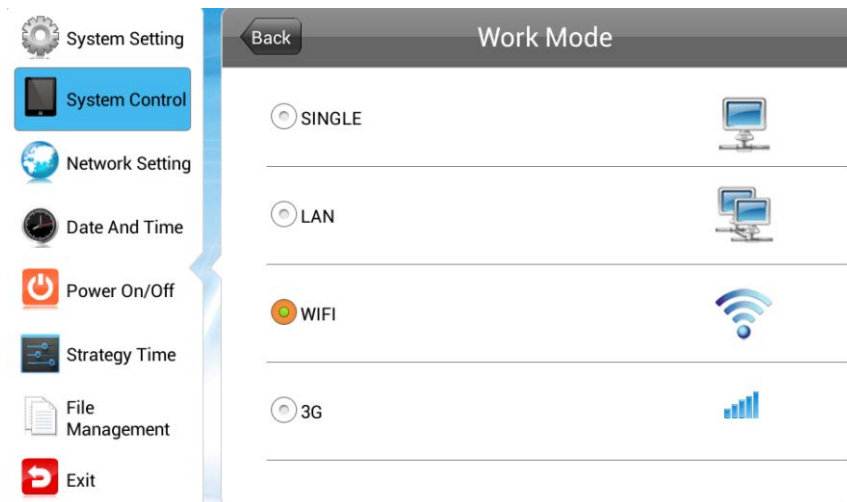 System Setting
System Control
Network Setting
Date And Time
Power On/Off
Strategy Time
File
Management
Exit
Back
Work Mode
SINGLE
LAN
WIFI
3G